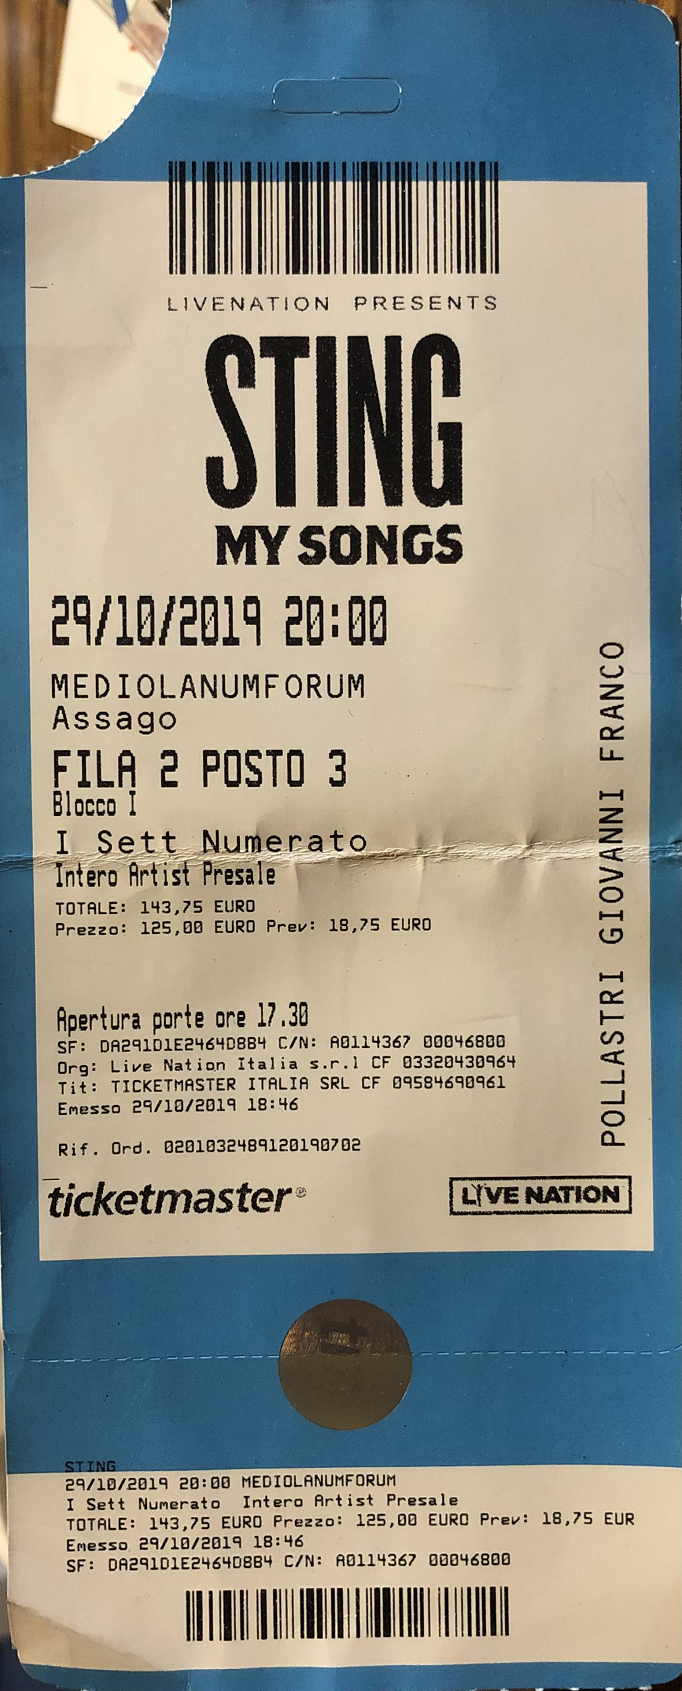 LIVENATION PRESENTS
STING
MY SONGS
29/10/2019 20:00
MEDIOLANUMFORUM
Assago
FILA 2 POSTO 3
Blocco I
I Sett Numerato
Intero Artist Presale
TOTALE: 143,75 EURO
Prezzo: 125,00 EURO Prev: 18,75 EURO
Apertura porte ore 17.30
SF: DA291D1E2464D8B4 C/N: A0114367 00046800
Org: Live Nation Italia s.r.l CF 03320430964
Tit: TICKETMASTER ITALIA SRL CF 09584690961
Emesso 29/10/2019 18:46
Rif. Ord. 0201032489120190702
POLLASTRI GIOVANNI FRANCO
ticketmaster®
LIVE NATION
STING
29/10/2019 20:00 MEDIOLANUMFORUM
I Sett Numerato Intero Artist Presale
TOTALE: 143,75 EURO Prezzo: 125,00 EURO Prev: 18,75 EUR
Emesso 29/10/2019 18:46
SF: DA291D1E2464D8B4 C/N: A0114367 00046800